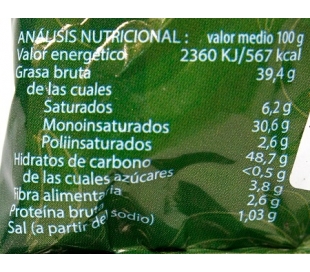 ANÁLISIS NUTRICIONAL: valor medio 100 g
Valor energético 2360 KJ/567 kcal
Grasa bruta 39,4 g
de las cuales
Saturados 6,2 g
Monoinsaturados 30,6 g
Poliinsaturados 2,6 g
Hidratos de carbono 48,7 g
de las cuales azúcares <0,5 g
Fibra alimentaria 3,8 g
Proteína bruta 2,6 g
Sal (a partir del sodio) 1,03 g